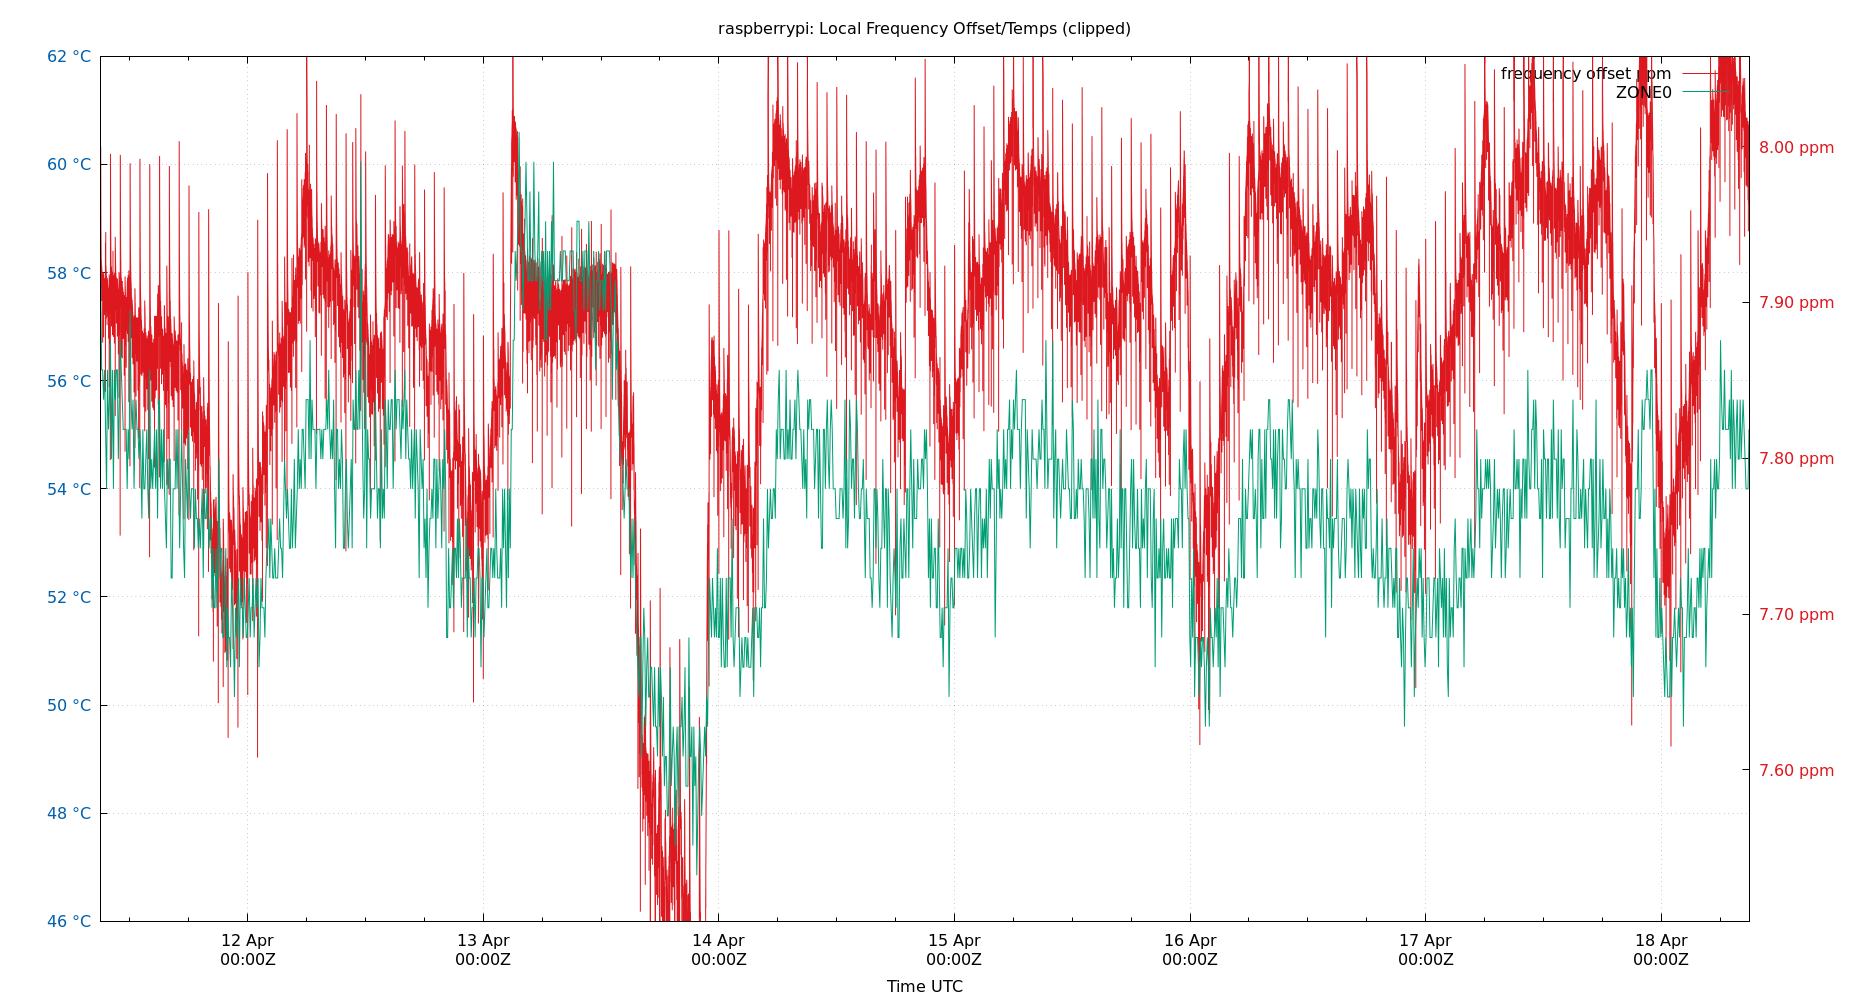 raspberrypi: Local Frequency Offset/Temps (clipped)
62 °C
60 °C
58 °C
56 °C
54 °C
52 °C
50 °C
48 °C
46 °C
frequency offset ppm
ZONE0
8.00 ppm
7.90 ppm
7.80 ppm
7.70 ppm
7.60 ppm
12 Apr
00:00Z
13 Apr
00:00Z
14 Apr
00:00Z
15 Apr
00:00Z
16 Apr
00:00Z
17 Apr
00:00Z
18 Apr
00:00Z
Time UTC